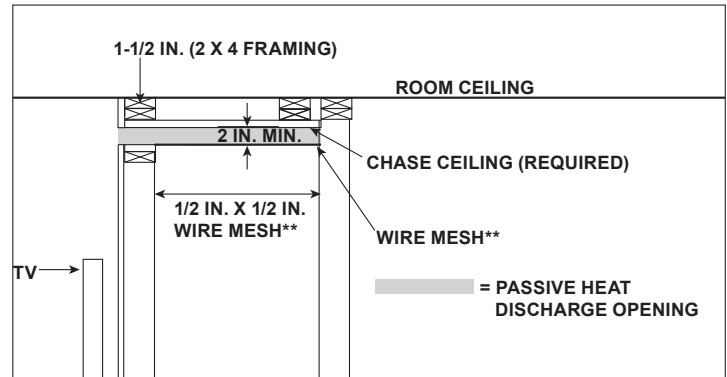 1-1/2 IN. (2 X 4 FRAMING)
ROOM CEILING
2 IN. MIN.
CHASE CEILING (REQUIRED)
1/2 IN. X 1/2 IN.
WIRE MESH**
WIRE MESH**
TV
= PASSIVE HEAT
DISCHARGE OPENING